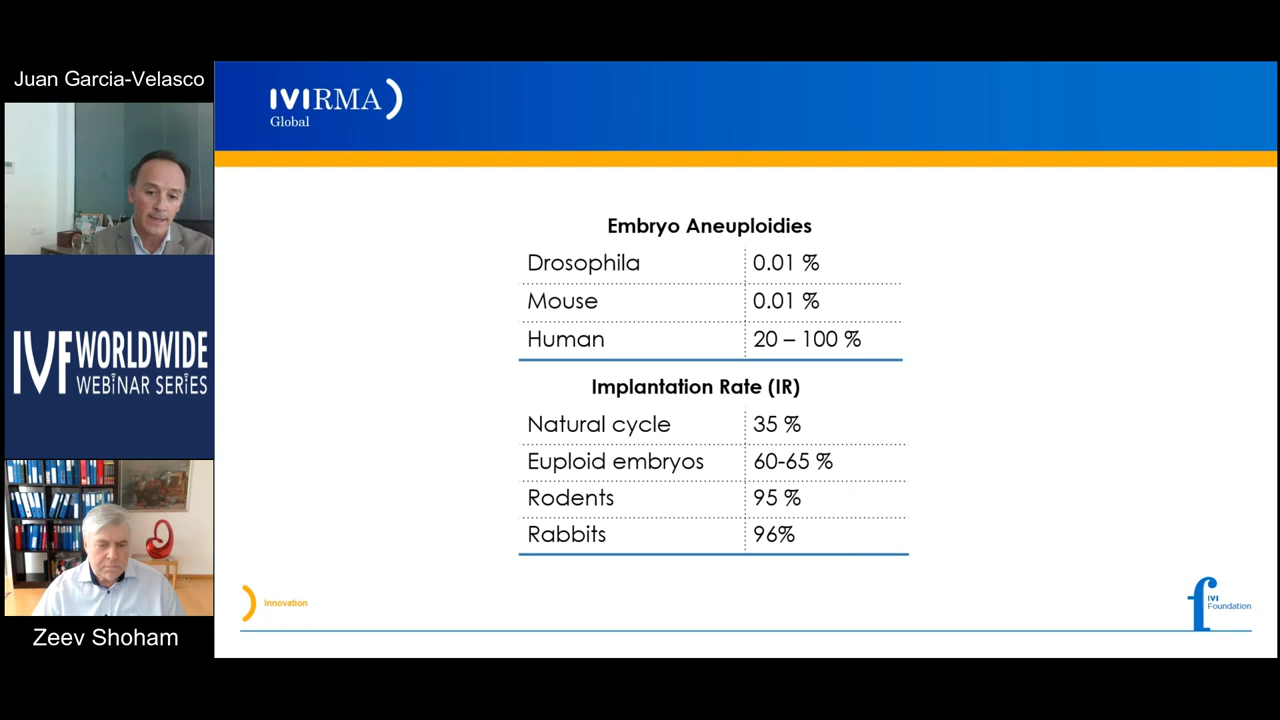 Juan Garcia-Velasco
IVIRMA
Global
IVF WORLDWIDE
WEBINAR SERIES
Zeev Shoham
Embryo Aneuploidies
Drosophila 0.01 %
Mouse 0.01 %
Human 20 – 100 %
Implantation Rate (IR)
Natural cycle 35 %
Euploid embryos 60-65 %
Rodents 95 %
Rabbits 96%
Innovation
f IVI
Foundation